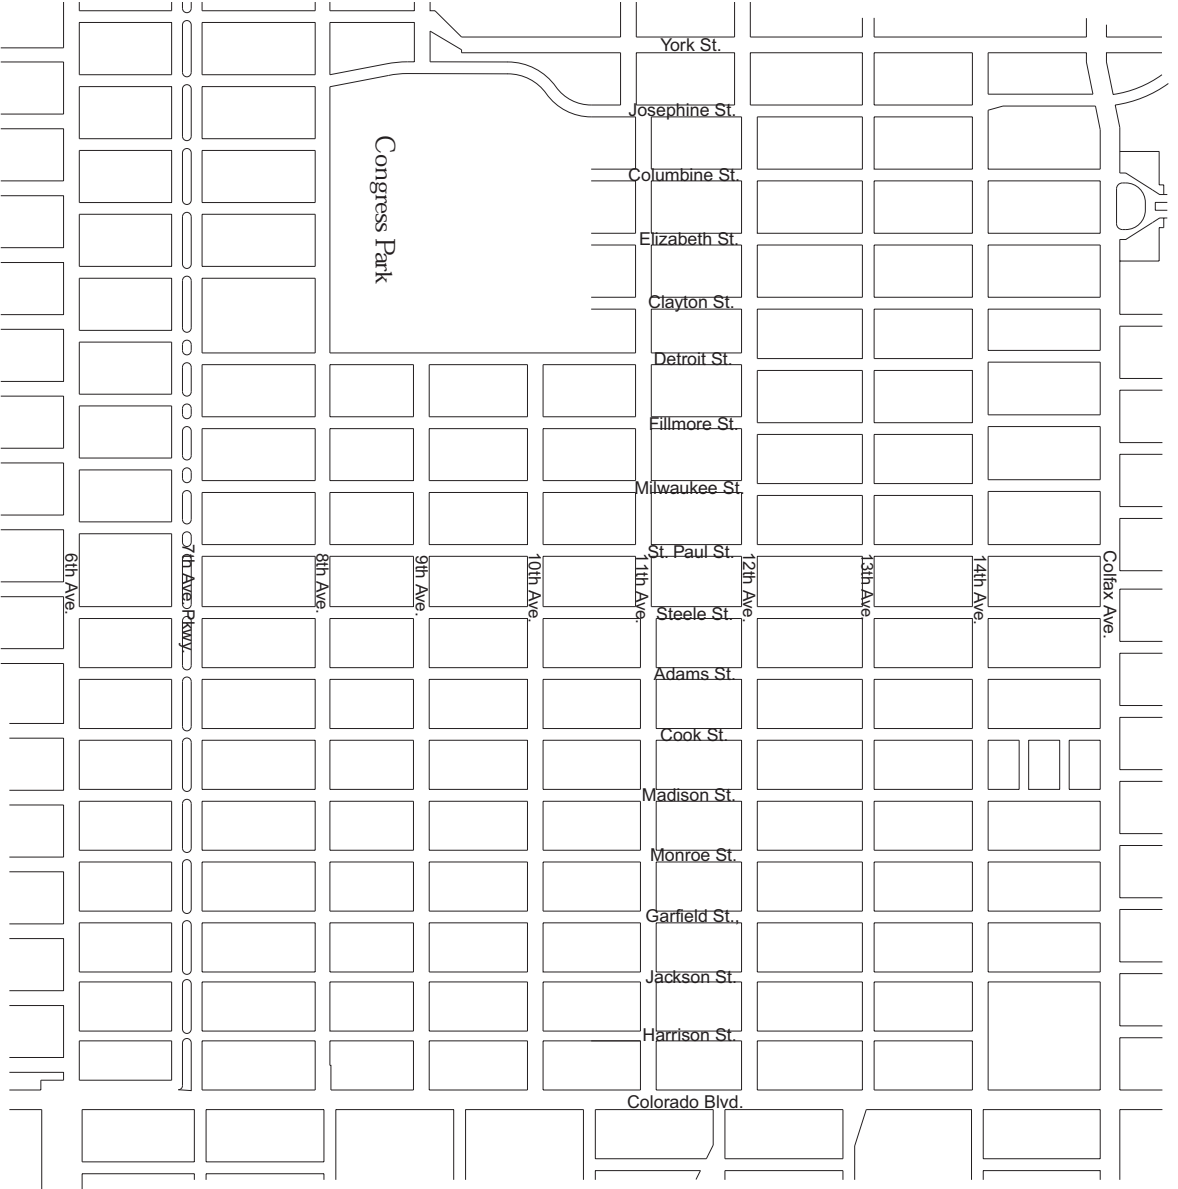 York St.
Josephine St.
Congress Park
Columbine St.
Elizabeth St.
Clayton St.
Detroit St.
Fillmore St.
Milwaukee St.
St. Paul St.
6th Ave.
7th Ave. Pkwy.
8th Ave.
9th Ave.
10th Ave.
11th Ave.
12th Ave.
13th Ave.
14th Ave.
Colfax Ave.
Steele St.
Adams St.
Cook St.
Madison St.
Monroe St.
Garfield St.,
Jackson St.
Harrison St.
Colorado Blvd.